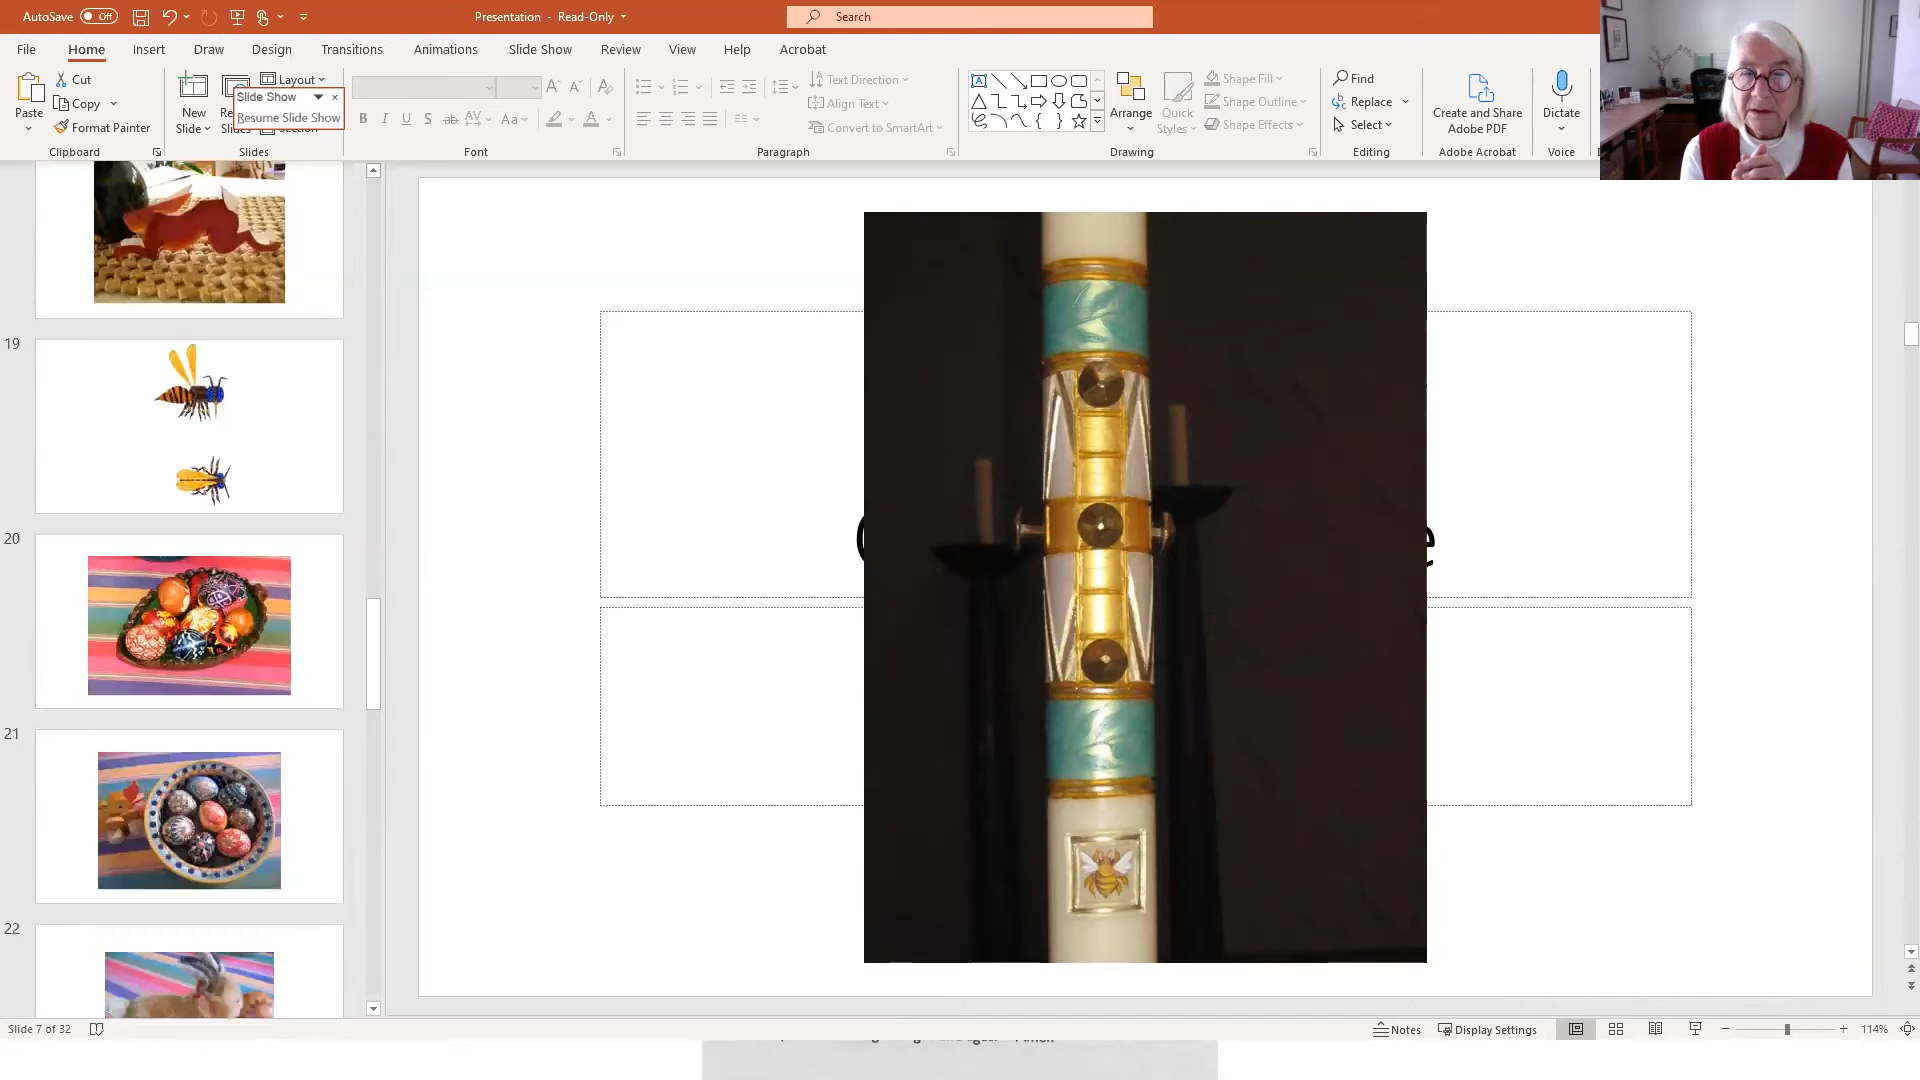 AutoSave Off
Presentation - Read-Only
Search
File Home Insert Draw Design Transitions Animations Slide Show Review View Help Acrobat
Paste
Cut
Copy
Format Painter
Clipboard
New
Slide
Layout
Slide Show
Resume Slide Show
Slides
Font
Text Direction
Align Text
Convert to SmartArt
Paragraph
Arrange
Quick
Styles
Shape Fill
Shape Outline
Shape Effects
Drawing
Find
Replace
Select
Editing
Create and Share
Adobe PDF
Adobe Acrobat
Dictate
Voice
19
20
21
22
e
Slide 7 of 32
Notes
Display Settings
114%